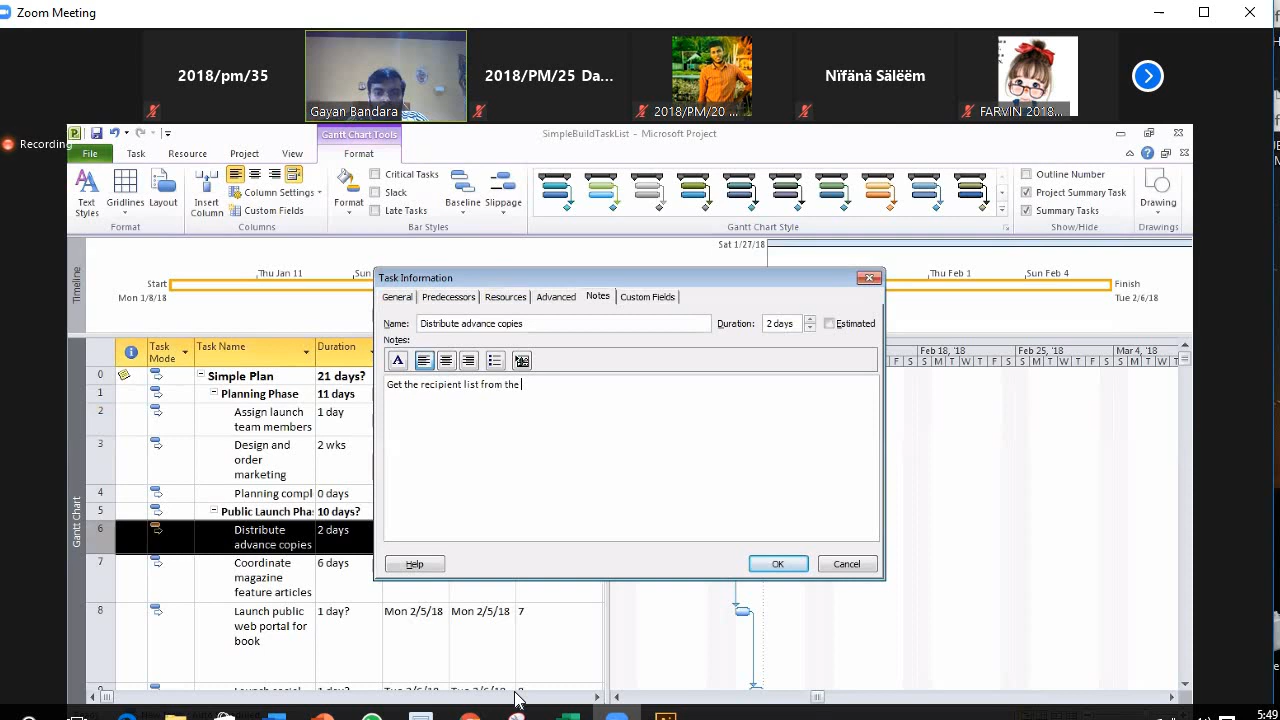 Zoom Meeting
2018/pm/35
Gayan Bandara
2018/PM/25 Da...
2018/PM/20 ...
Nïfänä Sälëëm
FARVIN 2018...
Recording
Gantt Chart Tools
SimpleBuildTaskList - Microsoft Project
File Task Resource Project View Format
Text Styles
Gridlines
Layout
Format
Insert Column
Column Settings
Custom Fields
Columns
Format
Critical Tasks
Slack
Late Tasks
Baseline
Slippage
Bar Styles
Gantt Chart Style
Outline Number
Project Summary Task
Summary Tasks
Show/Hide
Drawing
Drawings
Timeline
Sat 1/27/18
Start
Mon 1/8/18
Thu Jan 11
Sun
Thu Feb 1
Sun Feb 4
Finish
Tue 2/6/18
Task Information
General Predecessors Resources Advanced Notes Custom Fields
Name: Distribute advance copies Duration: 2 days Estimated
Notes:
A
Get the recipient list from the
Help OK Cancel
Gantt Chart
Task Mode
Task Name
Duration
Feb 18, '18 Feb 25, '18 Mar 4, '18
S M T W T F S S M T W T F S S M T W T
0 Simple Plan 21 days?
1 Planning Phase 11 days
2 Assign launch team members 1 day
3 Design and order marketing 2 wks
4 Planning compl 0 days
5 Public Launch Pha 10 days?
6 Distribute advance copies 2 days
7 Coordinate magazine feature articles 6 days
8 Launch public web portal for book 1 day? Mon 2/5/18 Mon 2/5/18 7
5:49